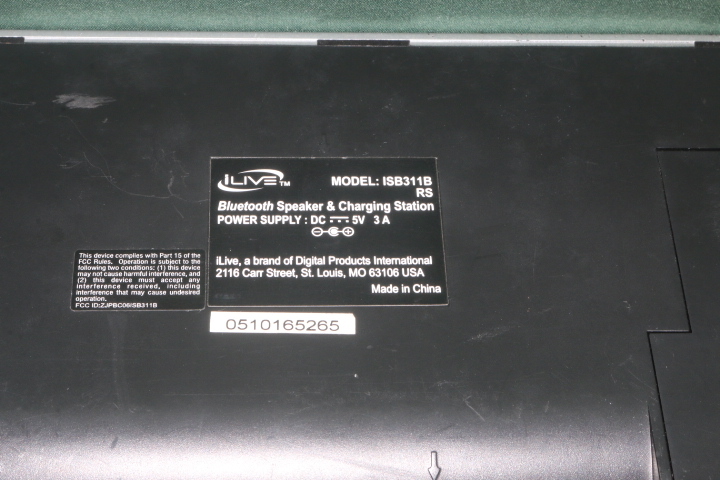 iLIVE™
MODEL: ISB311B
RS
Bluetooth Speaker & Charging Station
POWER SUPPLY : DC 5V 3 A
iLive, a brand of Digital Products International
2116 Carr Street, St. Louis, MO 63106 USA
Made in China
This device complies with Part 15 of the
FCC Rules. Operation is subject to the
following two conditions: (1) this device
may not cause harmful interference, and
(2) this device must accept any
interference received, including
interference that may cause undesired
operation.
FCC ID:ZJPBC06ISB311B
0510165265